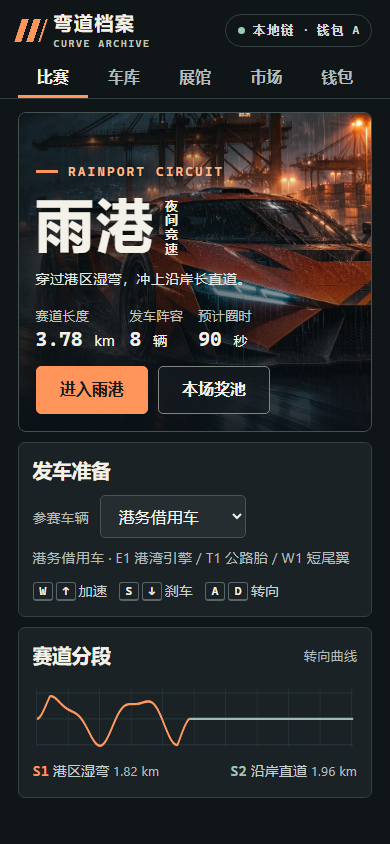 弯道档案
CURVE ARCHIVE
本地链 · 钱包 A
比赛 车库 展馆 市场 钱包
RAINPORT CIRCUIT
雨港
夜间竞速
穿过港区湿弯，冲上沿岸长直道。
赛道长度 发车阵容 预计圈时
3.78 km 8 辆 90 秒
进入雨港 本场奖池
发车准备
参赛车辆 港务借用车
港务借用车 · E1 港湾引擎 / T1 公路胎 / W1 短尾翼
W ↑ 加速 S ↓ 刹车 A D 转向
赛道分段 转向曲线
S1 港区湿弯 1.82 km S2 沿岸直道 1.96 km